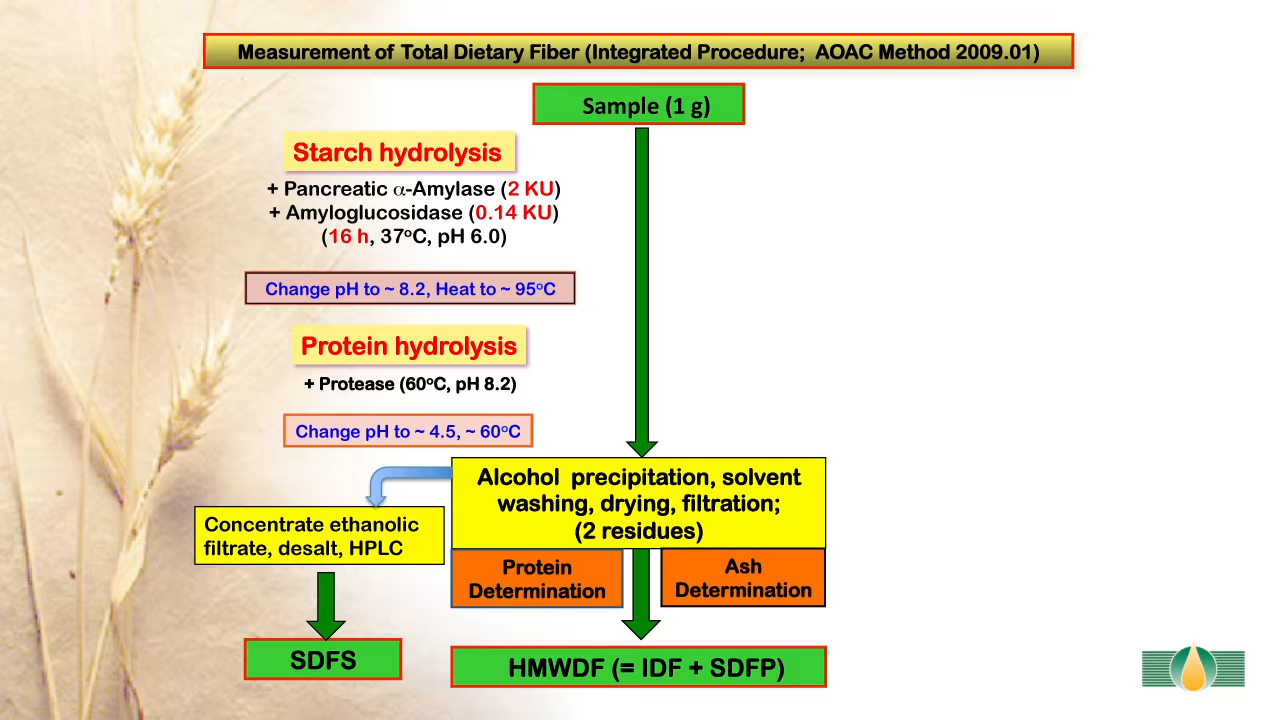 Measurement of Total Dietary Fiber (Integrated Procedure;  AOAC Method 2009.01)
Sample (1 g)
Starch hydrolysis
+ Pancreatic α-Amylase (2 KU)
+ Amyloglucosidase (0.14 KU)
(16 h, 37°C, pH 6.0)
Change pH to ~ 8.2, Heat to ~ 95°C
Protein hydrolysis
+ Protease (60°C, pH 8.2)
Change pH to ~ 4.5, ~ 60°C
Alcohol  precipitation, solvent
washing, drying, filtration;
(2 residues)
Concentrate ethanolic
filtrate, desalt, HPLC
Protein
Determination
Ash
Determination
SDFS
HMWDF (= IDF + SDFP)